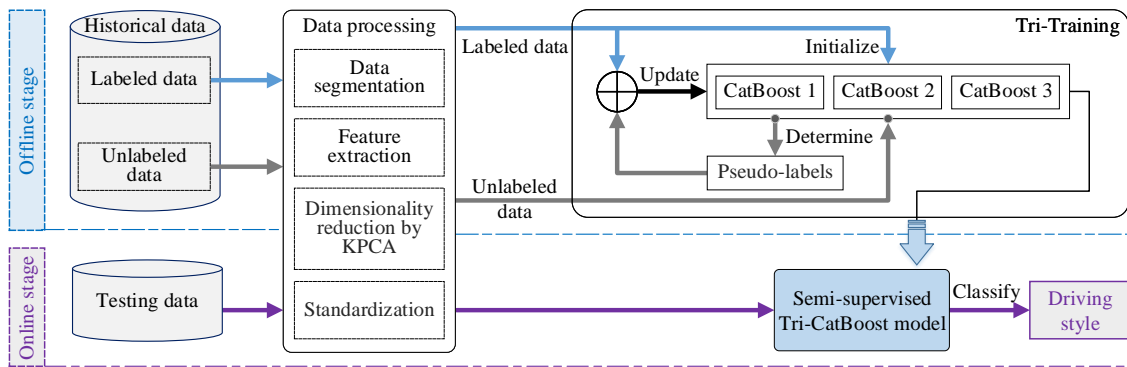 Offline stage
Historical data
Labeled data
Unlabeled
data
Data processing
Data
segmentation
Feature
extraction
Dimensionality
reduction by
KPCA
Standardization
Labeled data
Unlabeled
data
Tri-Training
Initialize
Update
CatBoost 1
CatBoost 2
CatBoost 3
Determine
Pseudo-labels
Online stage
Testing data
Semi-supervised
Tri-CatBoost model
Classify
Driving
style